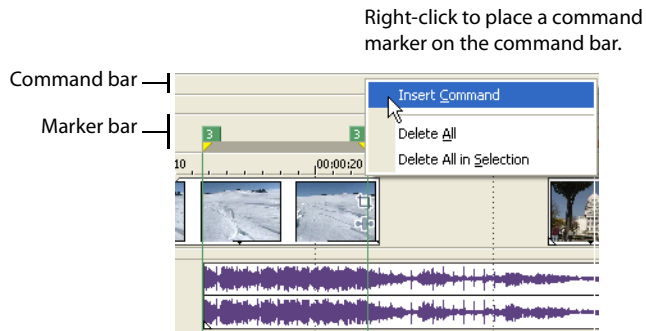 Right-click to place a command
marker on the command bar.
Command bar
Insert Command
Marker bar
3 3
Delete All
10 00:00:20
Delete All in Selection